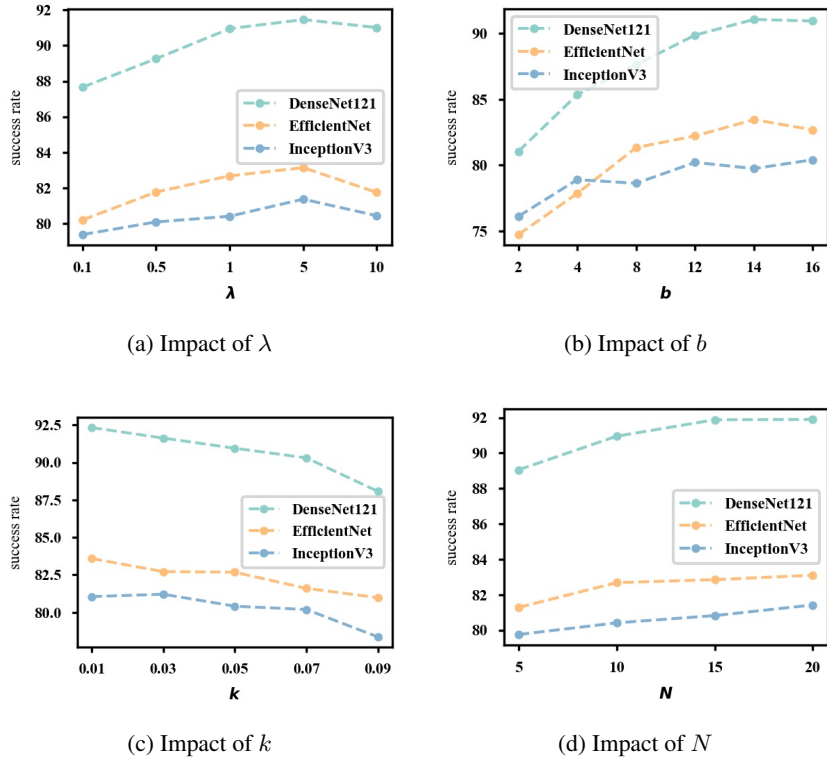 92
90
88
86
84
82
80
success rate
DenseNet121
EfficientNet
InceptionV3
0.1 0.5 1 5 10
λ
(a) Impact of λ
90
85
80
75
success rate
DenseNet121
EfficientNet
InceptionV3
2 4 8 12 14 16
b
(b) Impact of b
92.5
90.0
87.5
85.0
82.5
80.0
success rate
DenseNet121
EfficientNet
InceptionV3
0.01 0.03 0.05 0.07 0.09
k
(c) Impact of k
92
90
88
86
84
82
80
success rate
DenseNet121
EfficientNet
InceptionV3
5 10 15 20
N
(d) Impact of N